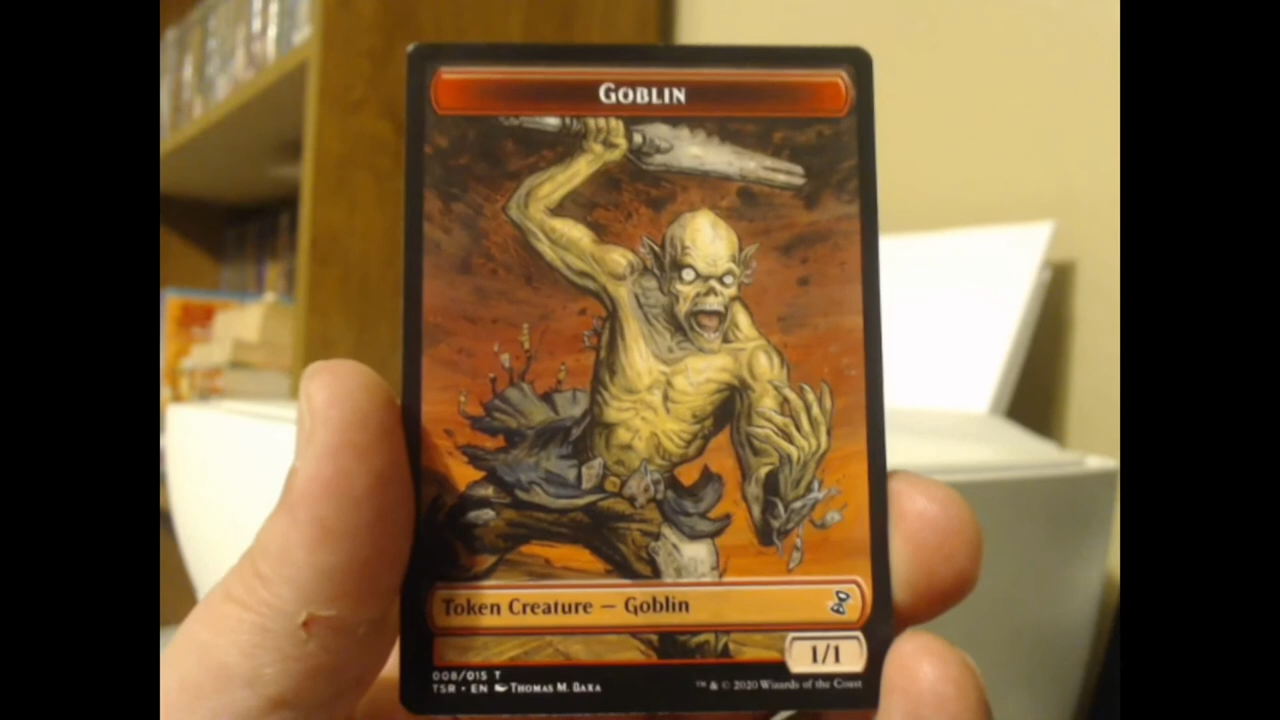 Goblin
Token Creature — Goblin
1/1
008/015 T
TSR • EN Thomas M. Baxa
™ & © 2020 Wizards of the Coast